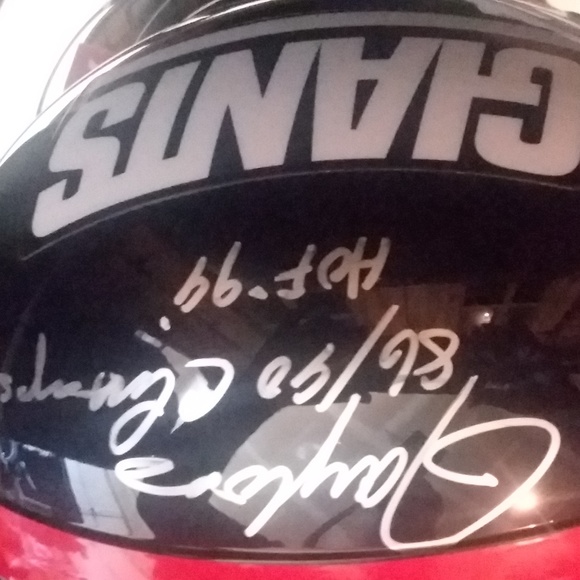 Taylor
86/90 Champs
HOF-99.
GIANTS